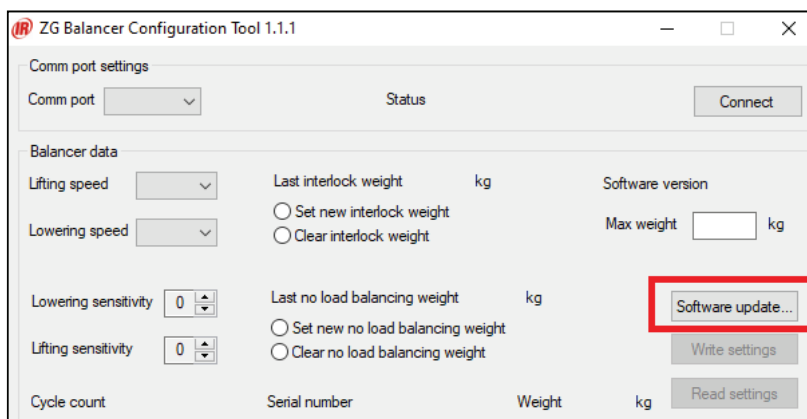 IR ZG Balancer Configuration Tool 1.1.1
Comm port settings
Comm port Status Connect
Balancer data
Lifting speed Last interlock weight kg Software version
Set new interlock weight
Lowering speed Clear interlock weight Max weight kg
Lowering sensitivity 0 Last no load balancing weight kg Software update...
Set new no load balancing weight
Lifting sensitivity 0 Clear no load balancing weight Write settings
Cycle count Serial number Weight kg Read settings